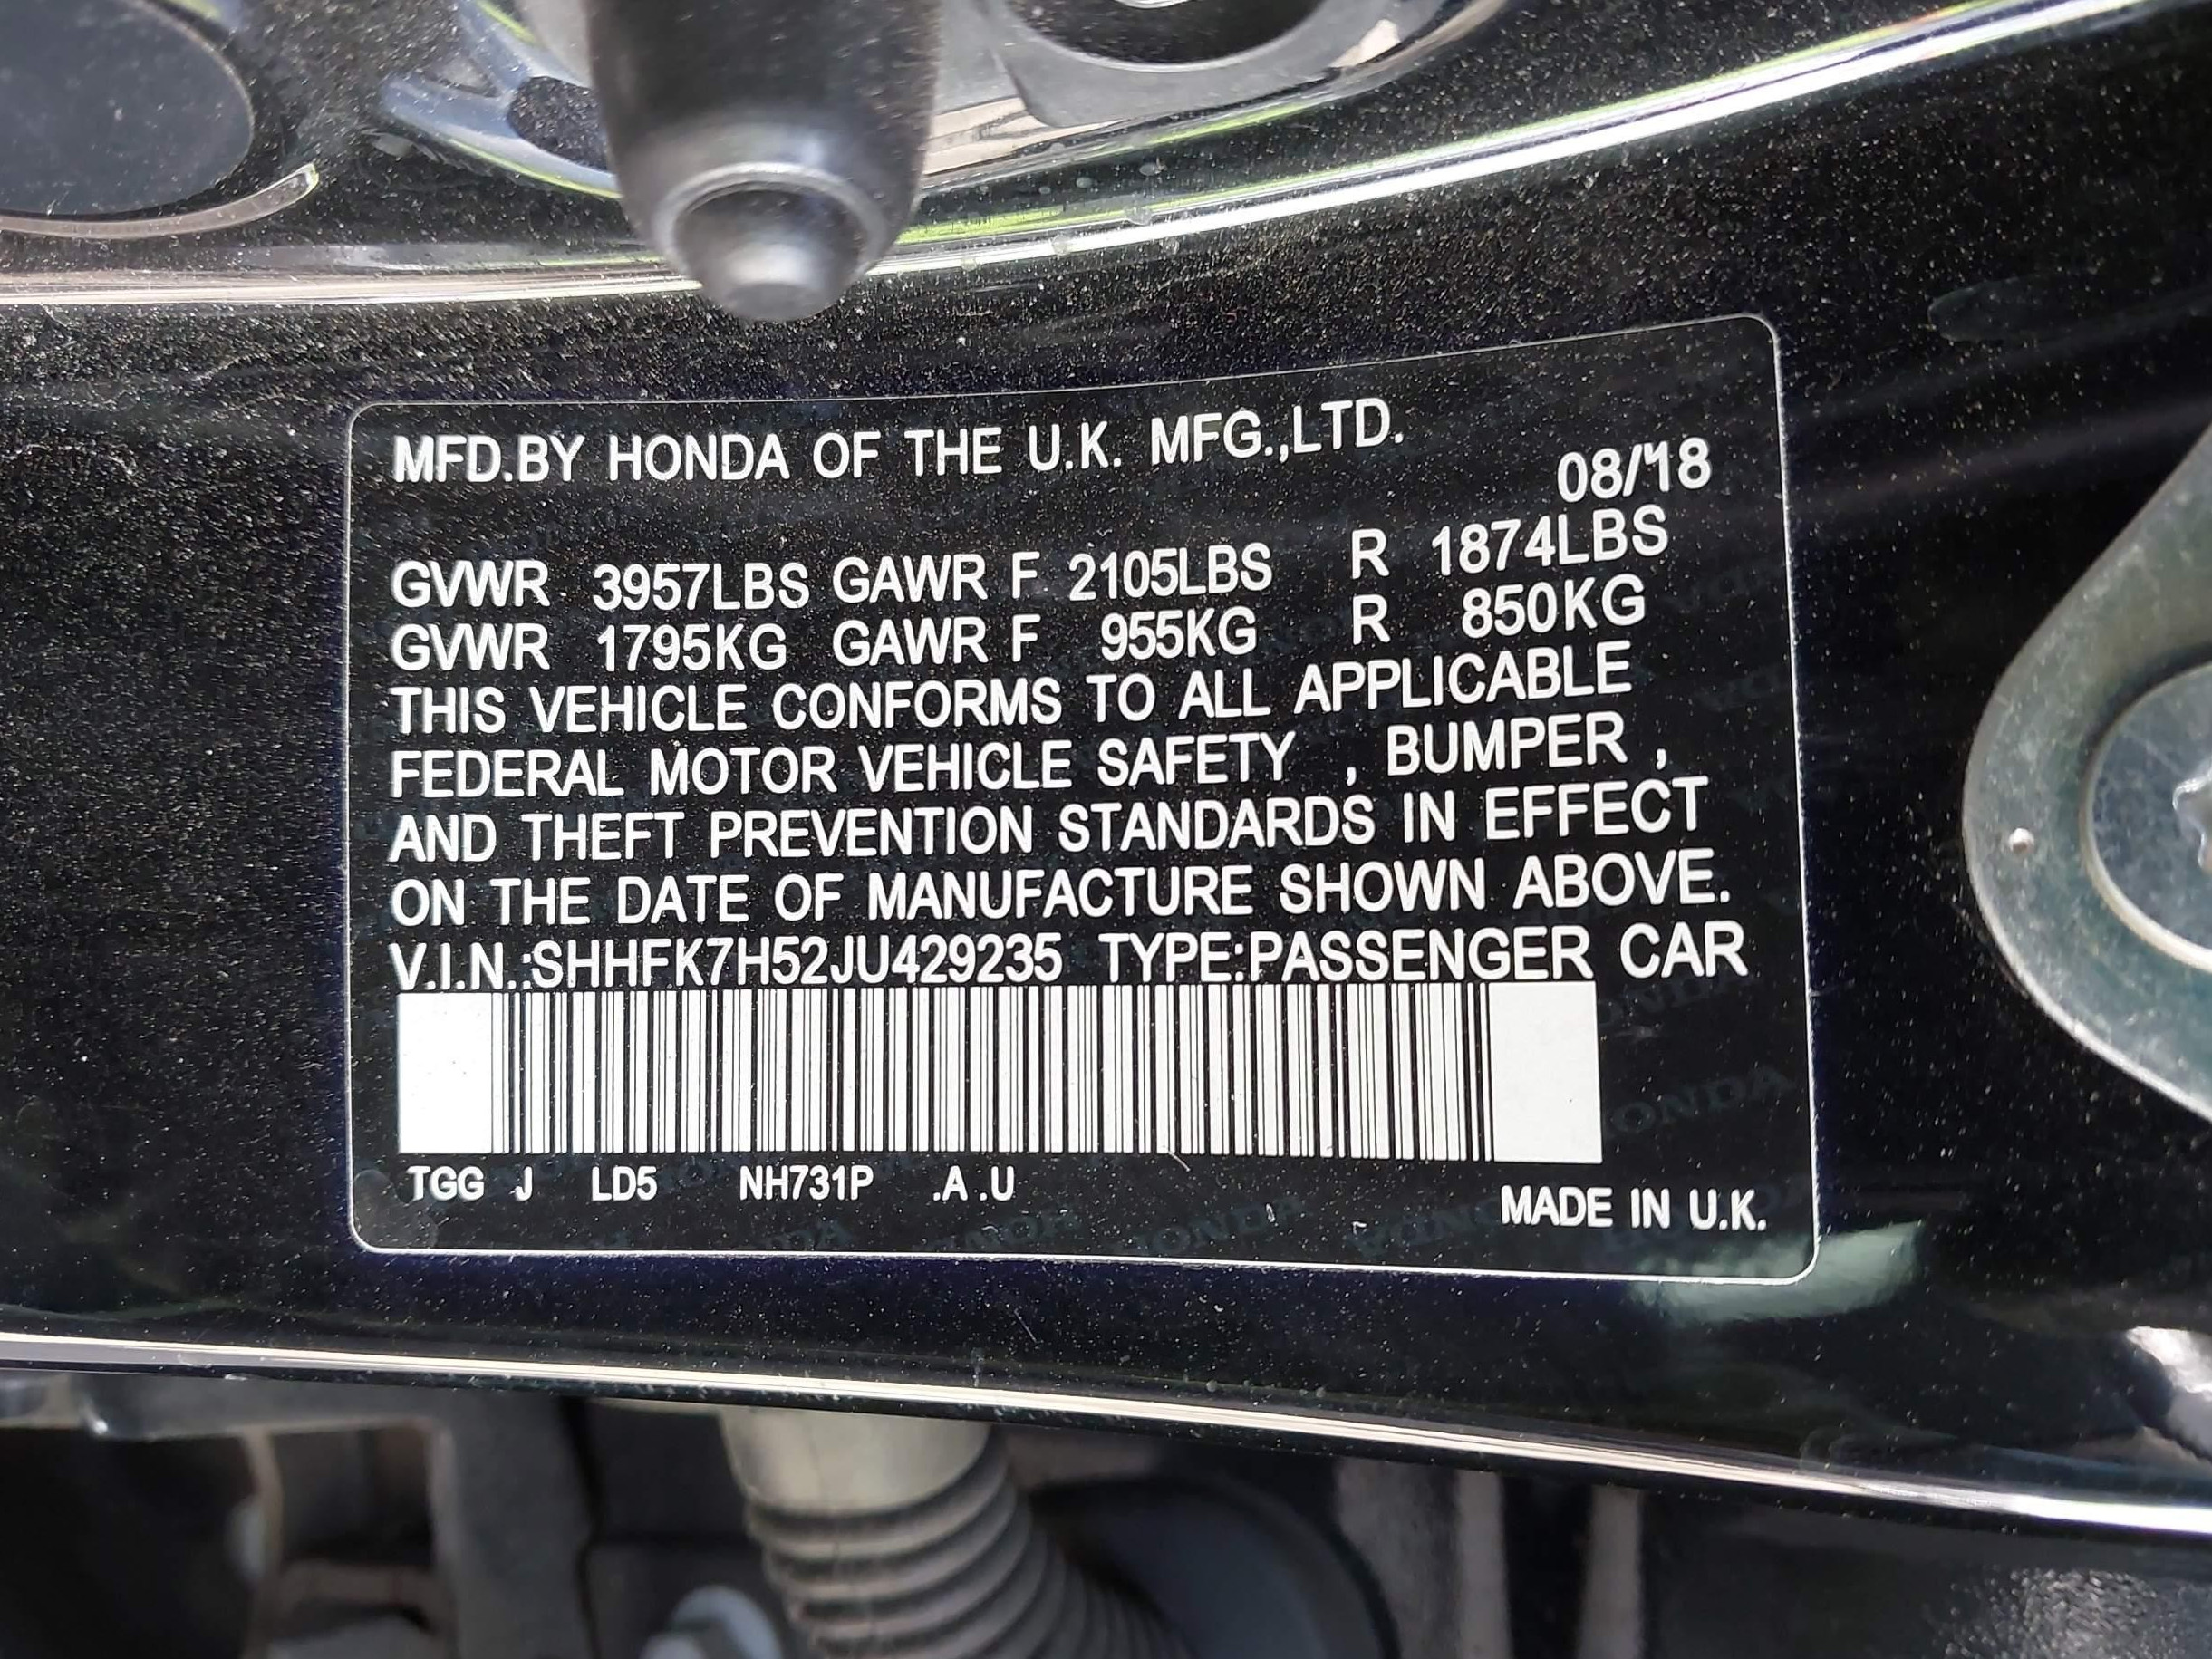 MFD.BY HONDA OF THE U.K. MFG.,LTD.
08/'18
GVWR 3957LBS GAWR F 2105LBS R 1874LBS
GVWR 1795KG GAWR F 955KG R 850KG
THIS VEHICLE CONFORMS TO ALL APPLICABLE
FEDERAL MOTOR VEHICLE SAFETY , BUMPER ,
AND THEFT PREVENTION STANDARDS IN EFFECT
ON THE DATE OF MANUFACTURE SHOWN ABOVE.
V.I.N.:SHHFK7H52JU429235 TYPE:PASSENGER CAR
TGG J LD5 NH731P .A .U
MADE IN U.K.
HONDA